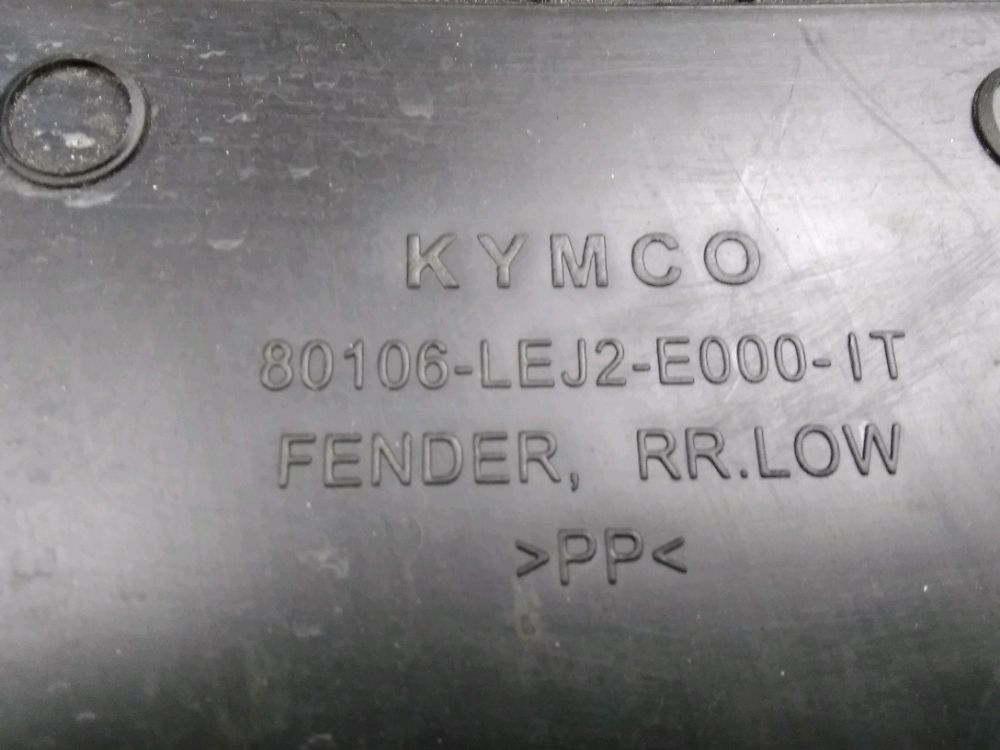 KYMCO
80106-LEJ2-E000-IT
FENDER, RR.LOW
>PP<